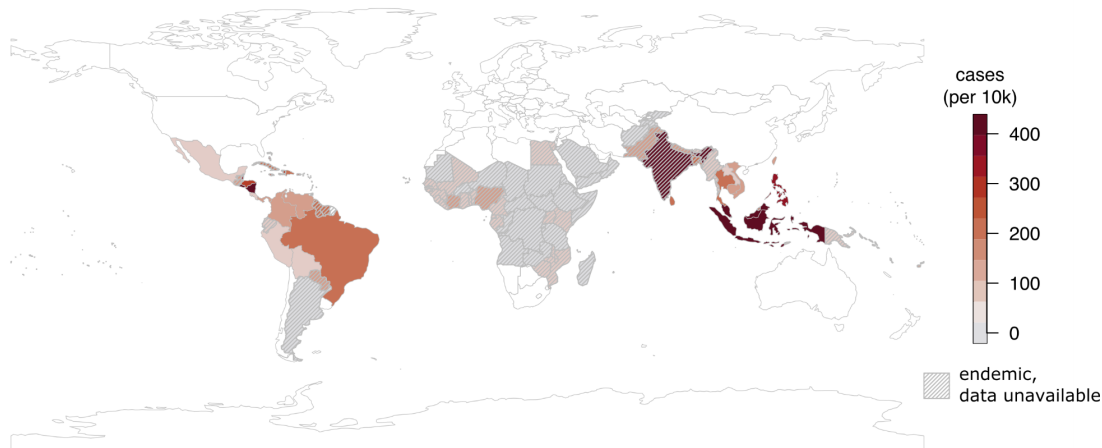 cases
(per 10k)
400
300
200
100
0
endemic,
data unavailable